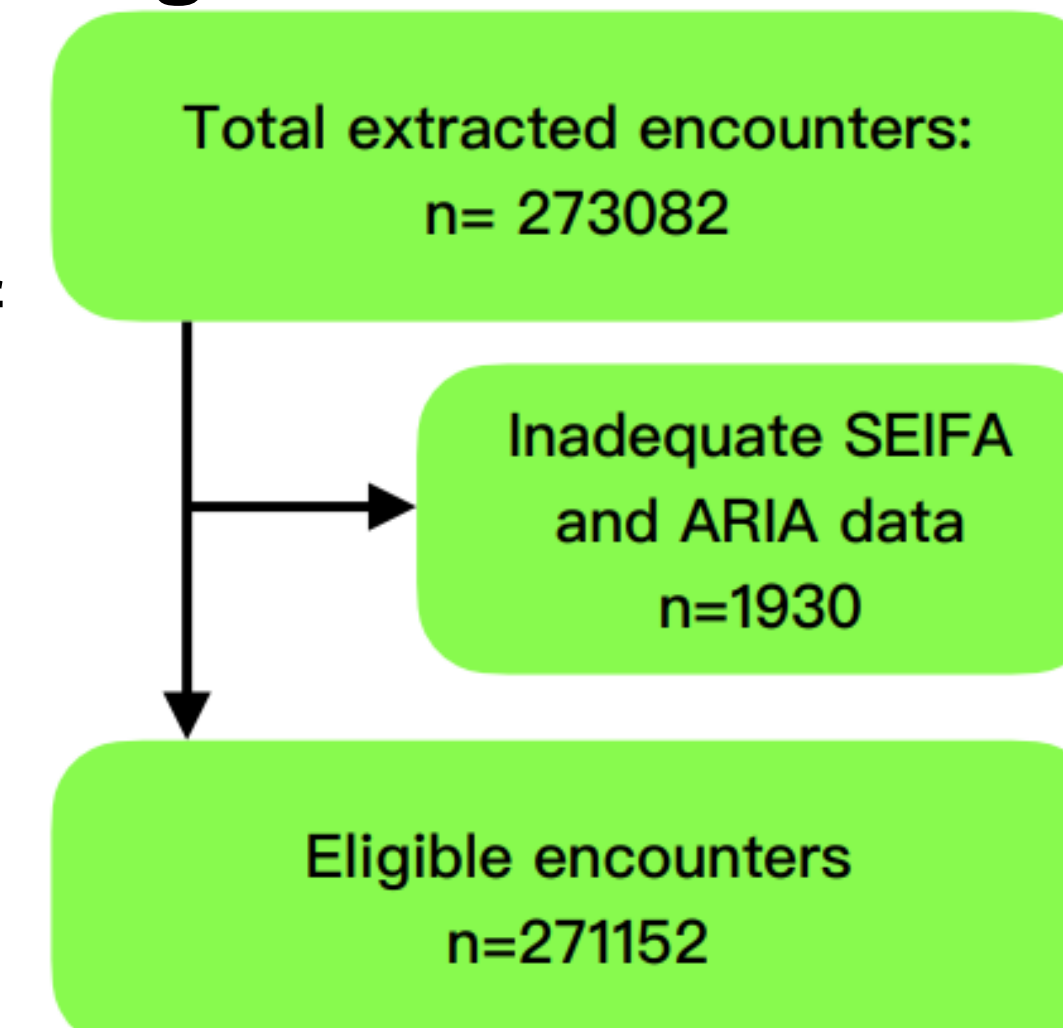 Total extracted encounters:
n= 273082
Inadequate SEIFA
and ARIA data
n=1930
Eligible encounters
n=271152